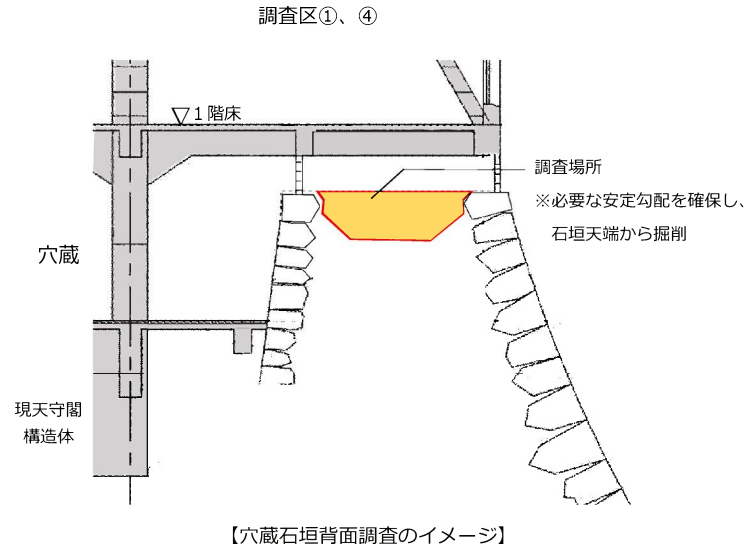 調査区①、④
▽1階床
調査場所
※必要な安定勾配を確保し、
石垣天端から掘削
穴蔵
現天守閣
構造体
【穴蔵石垣背面調査のイメージ】